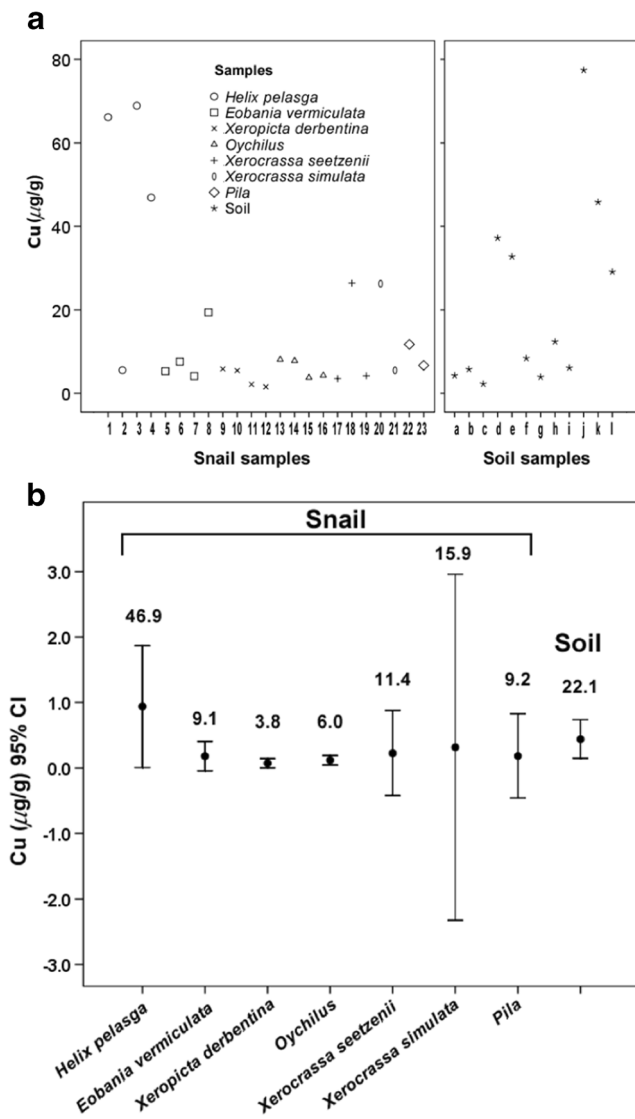 a
80
60
40
20
0
Cu (μg/g)
Samples
Helix pelasga
Eobania vermiculata
Xeropicta derbentina
Oychilus
Xerocrassa seetzenii
Xerocrassa simulata
Pila
Soil
1 2 3 4 5 6 7 8 9 10 11 12 13 14 15 16 17 18 19 20 21 22 23
a b c d e f g h i j k l
Snail samples
Soil samples
b
Snail
Soil
3.0
2.0
1.0
0.0
-1.0
-2.0
-3.0
Cu (μg/g) 95% CI
46.9
9.1
3.8
6.0
11.4
15.9
9.2
22.1
Helix pelasga
Eobania vermiculata
Xeropicta derbentina
Oychilus
Xerocrassa seetzenii
Xerocrassa simulata
Pila